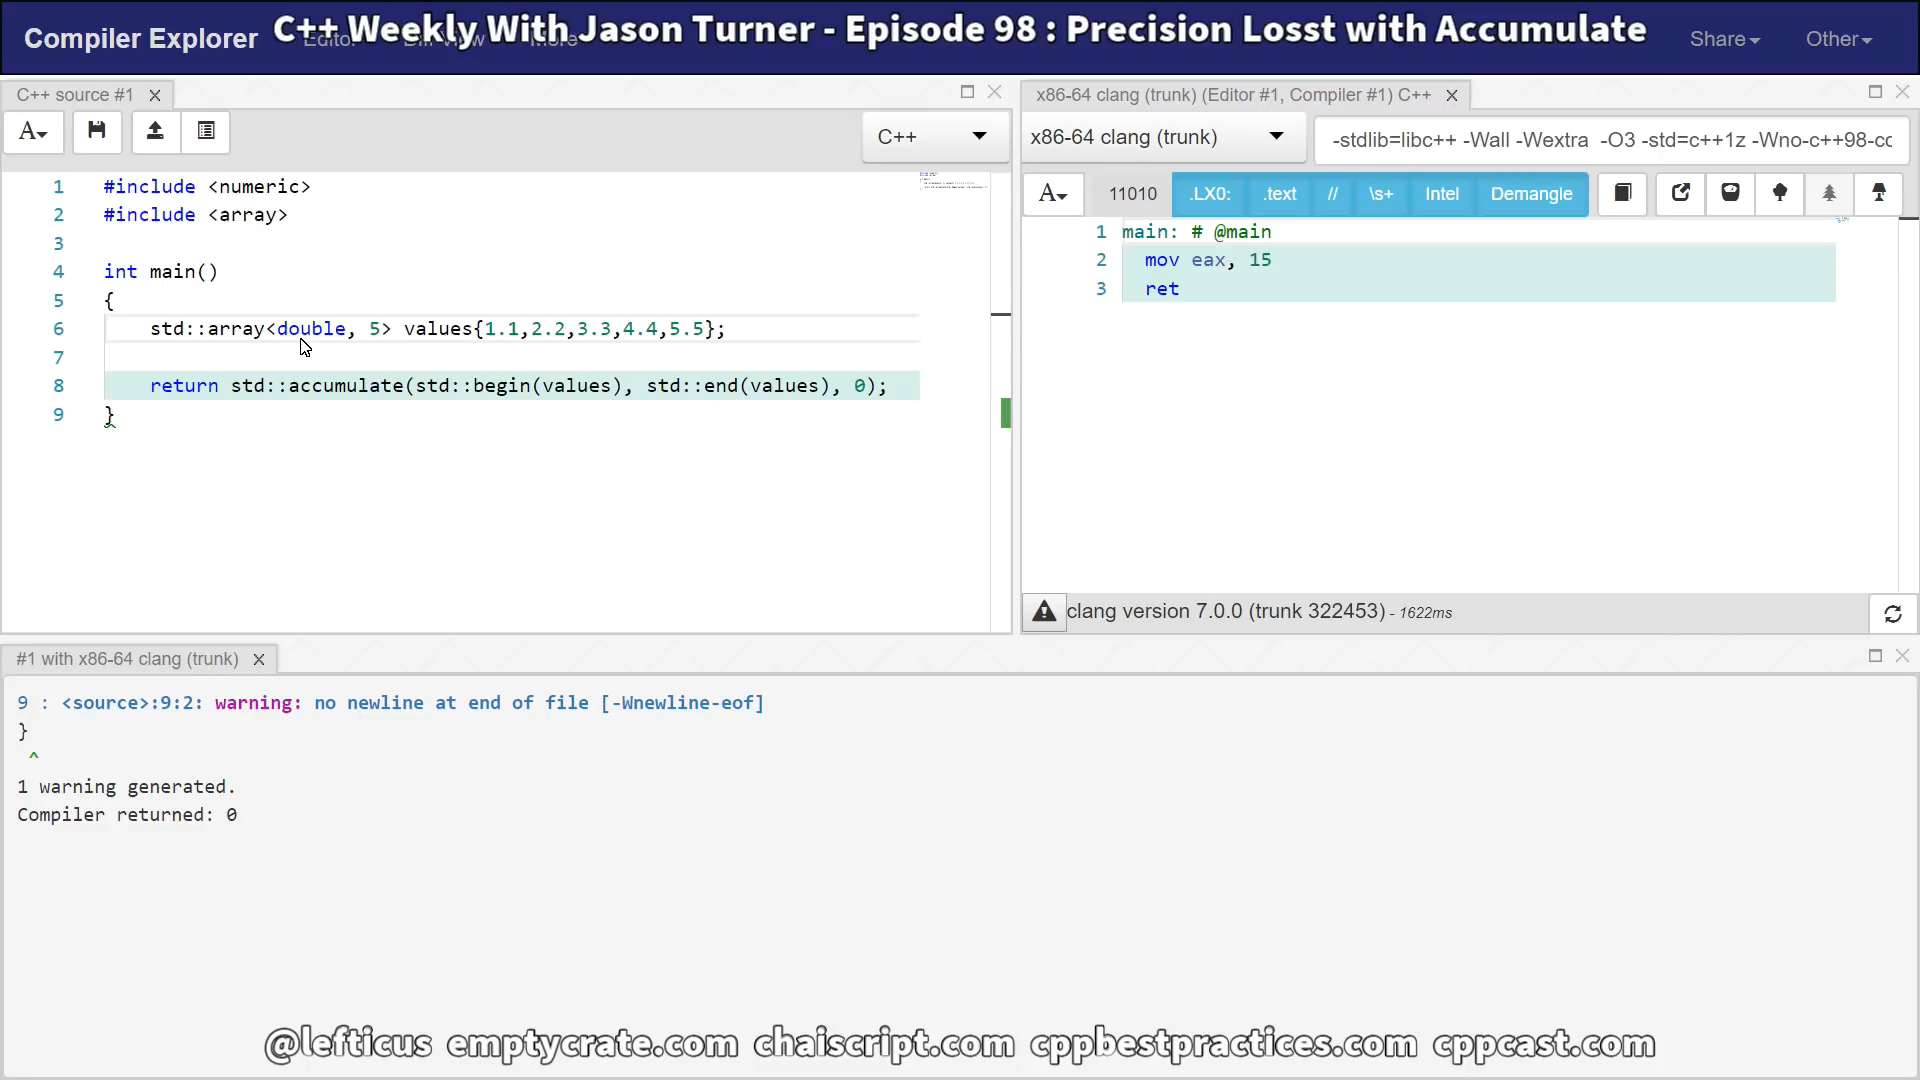 C++ Weekly With Jason Turner - Episode 98 : Precision Losst with Accumulate
Compiler Explorer
Share
Other
C++ source #1
x86-64 clang (trunk) (Editor #1, Compiler #1) C++
A
C++
x86-64 clang (trunk)
-stdlib=libc++ -Wall -Wextra -O3 -std=c++1z -Wno-c++98-cc
A
11010
.LX0:
.text
//
\s+
Intel
Demangle
1 #include <numeric>
2 #include <array>
3
4 int main()
5 {
6 std::array<double, 5> values{1.1,2.2,3.3,4.4,5.5};
7
8 return std::accumulate(std::begin(values), std::end(values), 0);
9 }
1 main: # @main
2 mov eax, 15
3 ret
clang version 7.0.0 (trunk 322453) - 1622ms
#1 with x86-64 clang (trunk)
9 : <source>:9:2: warning: no newline at end of file [-Wnewline-eof]
}
^
1 warning generated.
Compiler returned: 0
@lefticus emptycrate.com chaiscript.com cppbestpractices.com cppcast.com